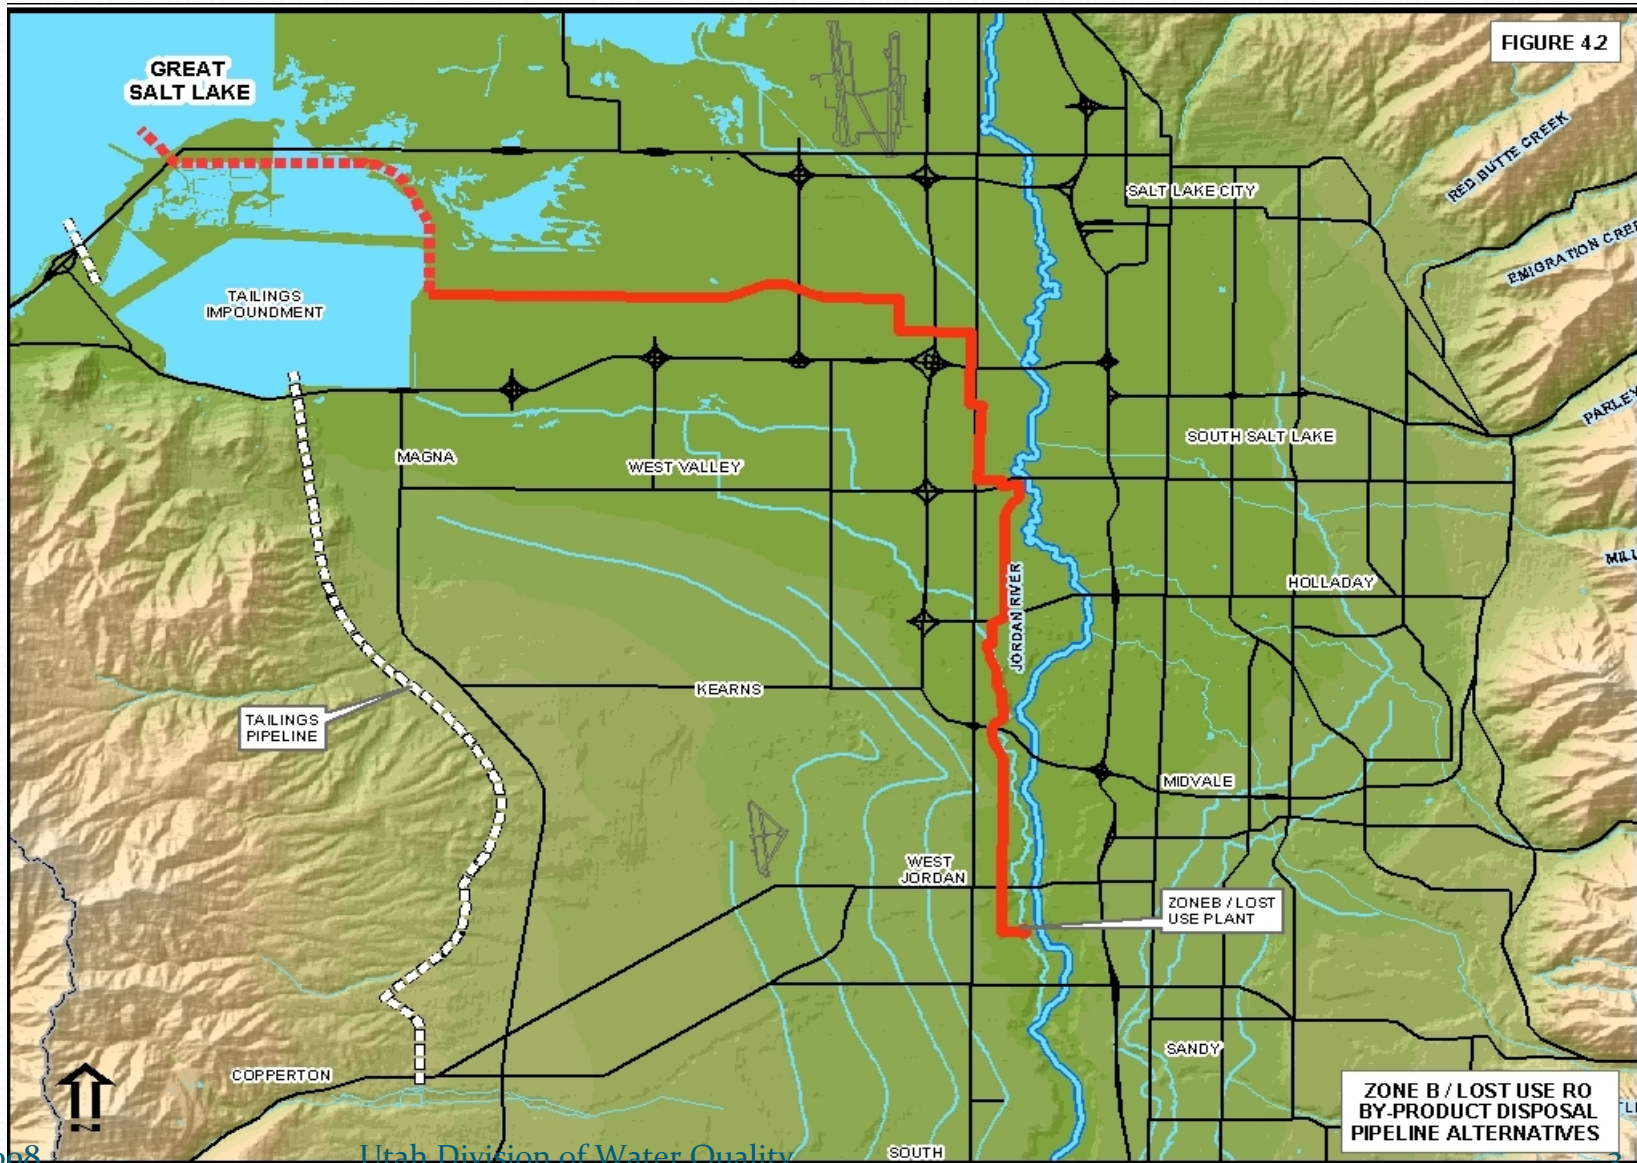 FIGURE 4.2
GREAT
SALT LAKE
RED BUTTE CREEK
SALT LAKE CITY
EMIGRATION CREE
TAILINGS
IMPOUNDMENT
PARLEY
SOUTH SALT LAKE
MAGNA
WEST VALLEY
MILL
HOLLADAY
JORDAN RIVER
KEARNS
TAILINGS
PIPELINE
MIDVALE
WEST
JORDAN
ZONE B / LOST
USE PLANT
SANDY
COPPERTON
ZONE B / LOST USE RO
BY-PRODUCT DISPOSAL
PIPELINE ALTERNATIVES
SOUTH
Utah Division of Water Quality